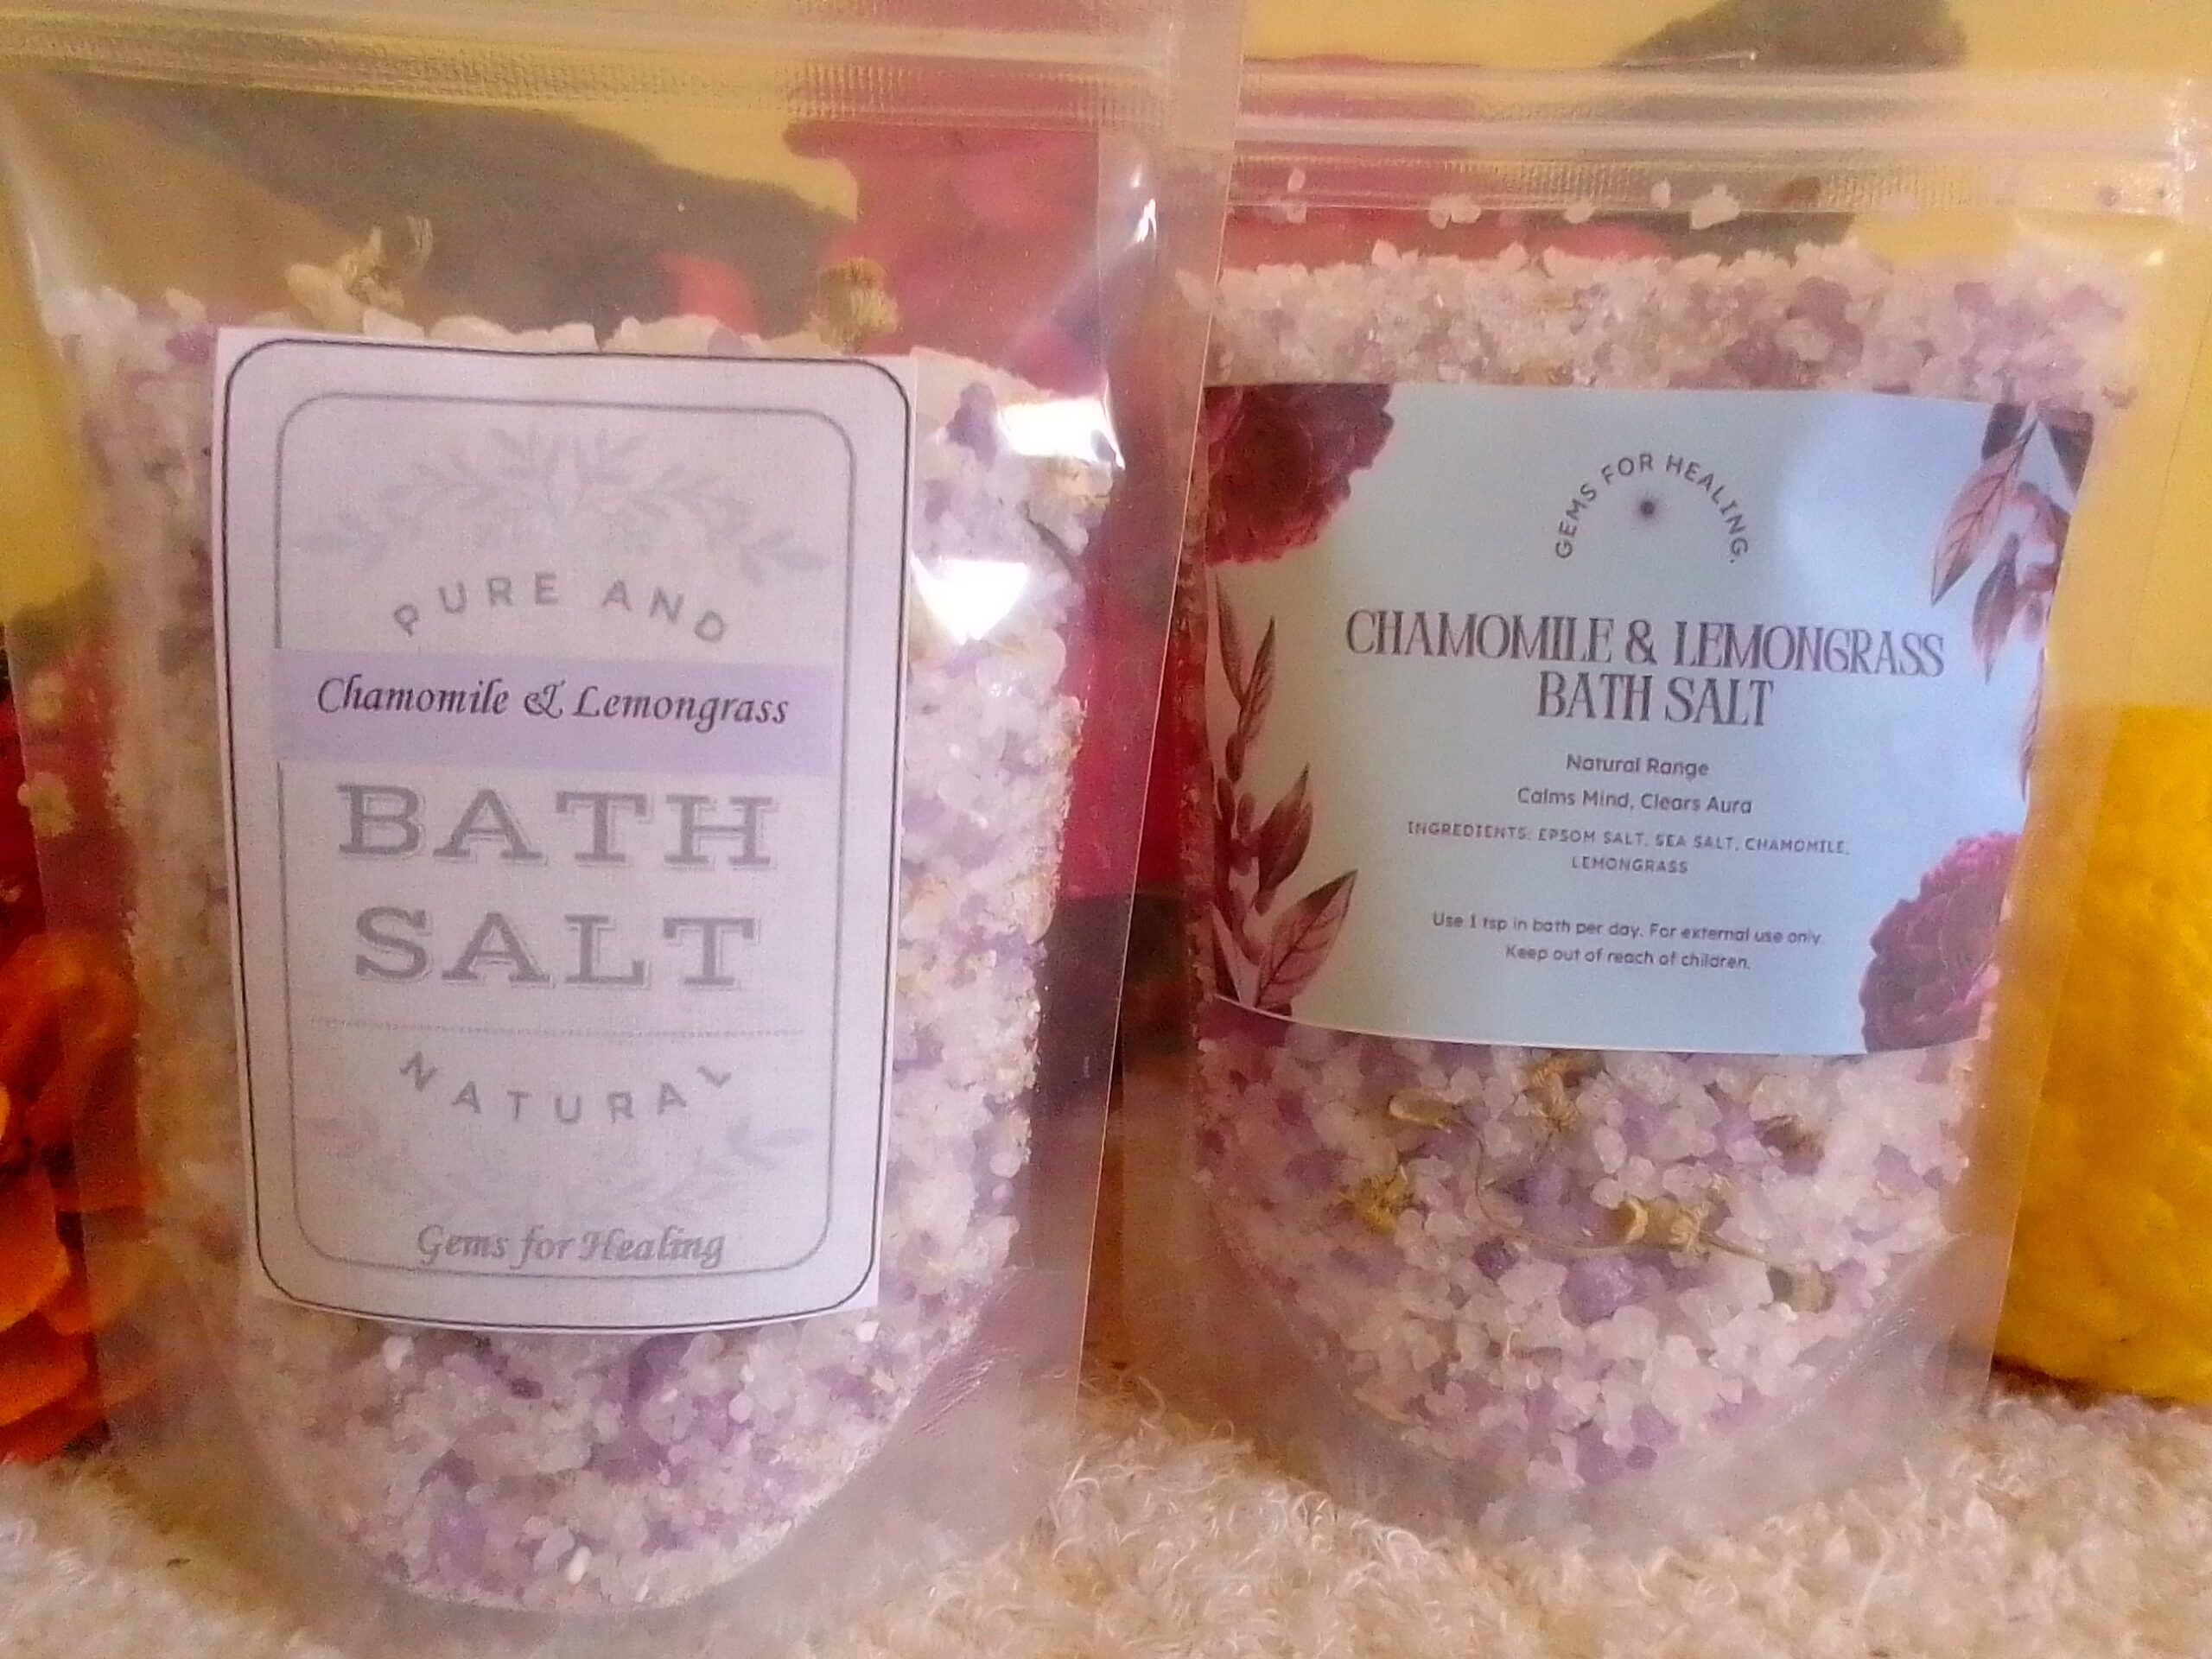 PURE AND
Chamomile & Lemongrass
BATH
SALT
NATURAL
Gems for Healing
GEMS FOR HEALING.
CHAMOMILE & LEMONGRASS
BATH SALT
Natural Range
Calms Mind, Clears Aura
INGREDIENTS: EPSOM SALT, SEA SALT, CHAMOMILE,
LEMONGRASS
Use 1 tsp in bath per day. For external use only.
Keep out of reach of children.